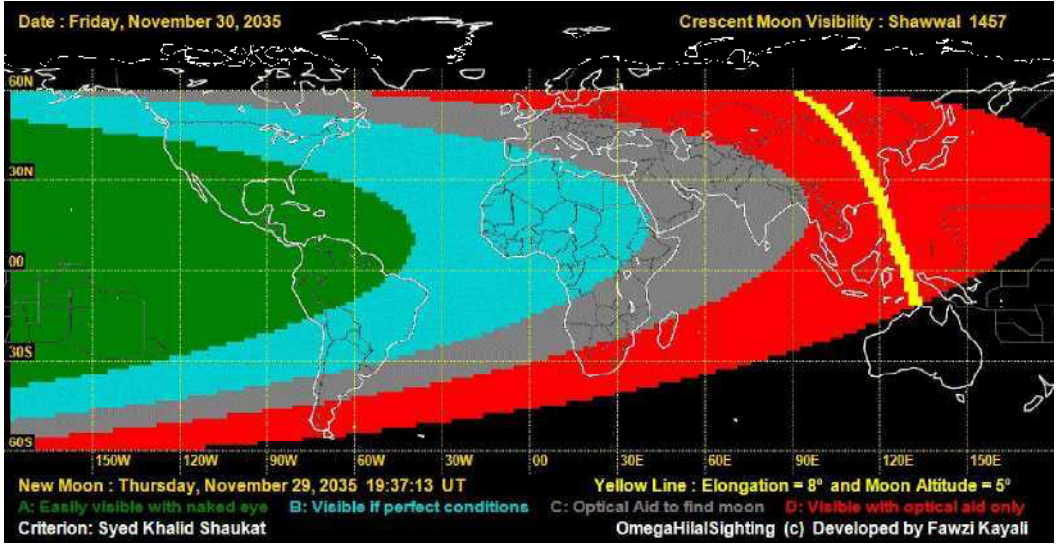 Date : Friday, November 30, 2035 Crescent Moon Visibility : Shawwal 1457
60N
30N
00
30S
60S
150W 120W 90W 60W 30W 00 30E 60E 90E 120E 150E
New Moon : Thursday, November 29, 2035 19:37:13 UT Yellow Line : Elongation = 8º and Moon Altitude = 5º
A: Easily visible with naked eye B: Visible if perfect conditions C: Optical Aid to find moon D: Visible with optical aid only
Criterion: Syed Khalid Shaukat OmegaHilalSighting (c) Developed by Fawzi Kayali